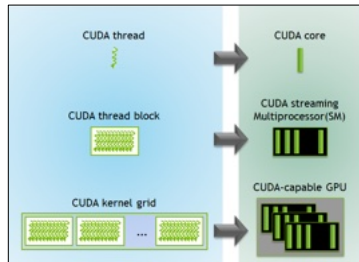 CUDA thread
CUDA core
CUDA thread block
CUDA streaming
Multiprocessor(SM)
CUDA kernel grid
...
CUDA-capable GPU